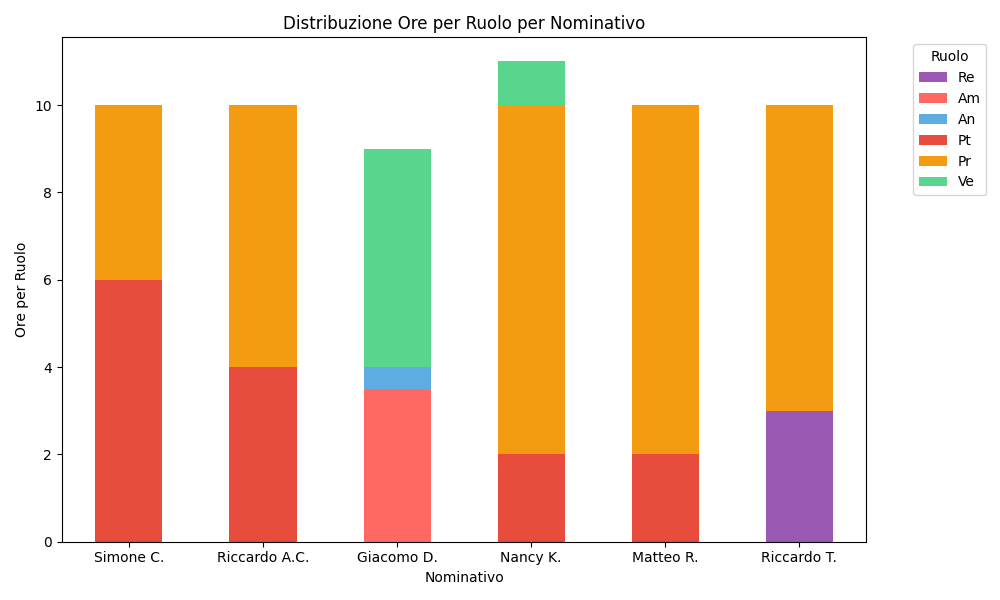 Distribuzione Ore per Ruolo per Nominativo
Ore per Ruolo
10
8
6
4
2
0
Simone C.
Riccardo A.C.
Giacomo D.
Nancy K.
Matteo R.
Riccardo T.
Nominativo
Ruolo
Re
Am
An
Pt
Pr
Ve